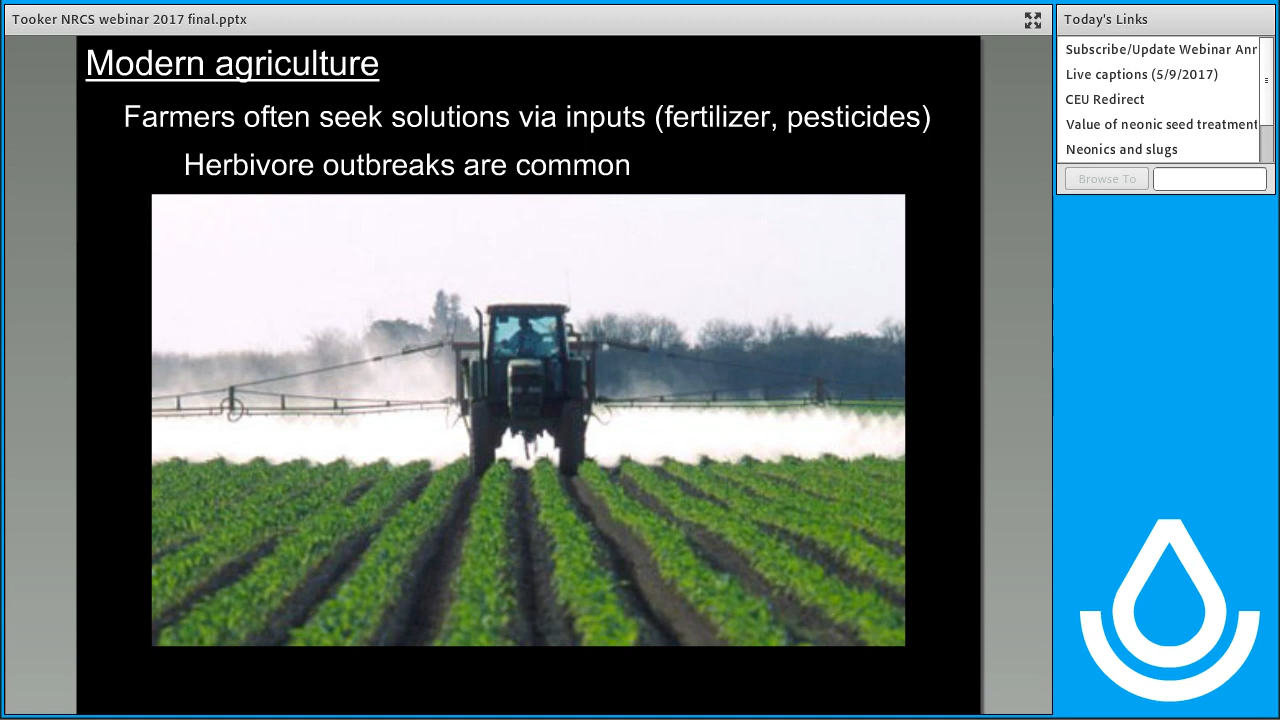 Tooker NRCS webinar 2017 final.pptx
Modern agriculture
Farmers often seek solutions via inputs (fertilizer, pesticides)
Herbivore outbreaks are common
Today's Links
Subscribe/Update Webinar Anr
Live captions (5/9/2017)
CEU Redirect
Value of neonic seed treatment
Neonics and slugs
Browse To